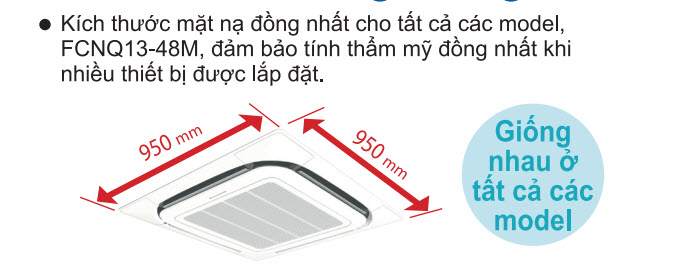 ● Kích thước mặt nạ đồng nhất cho tất cả các model,
FCNQ13-48M, đảm bảo tính thẩm mỹ đồng nhất khi
nhiều thiết bị được lắp đặt.
950 mm
950 mm
Giống
nhau ở
tất cả các
model